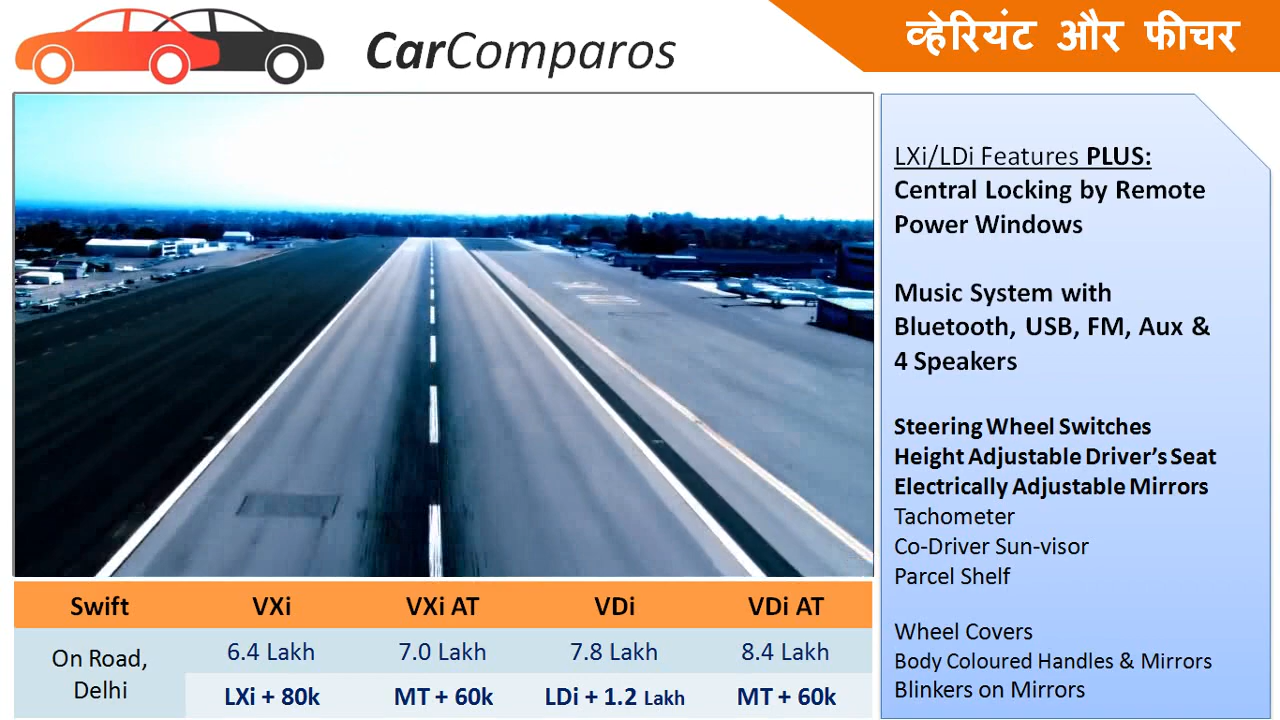 CarComparos
व्हेरियंट और फीचर
LXi/LDi Features PLUS:
Central Locking by Remote
Power Windows
Music System with
Bluetooth, USB, FM, Aux &
4 Speakers
Steering Wheel Switches
Height Adjustable Driver's Seat
Electrically Adjustable Mirrors
Tachometer
Co-Driver Sun-visor
Parcel Shelf
Wheel Covers
Body Coloured Handles & Mirrors
Blinkers on Mirrors
Swift VXi VXi AT VDi VDi AT
On Road, Delhi 6.4 Lakh 7.0 Lakh 7.8 Lakh 8.4 Lakh
LXi + 80k MT + 60k LDi + 1.2 Lakh MT + 60k